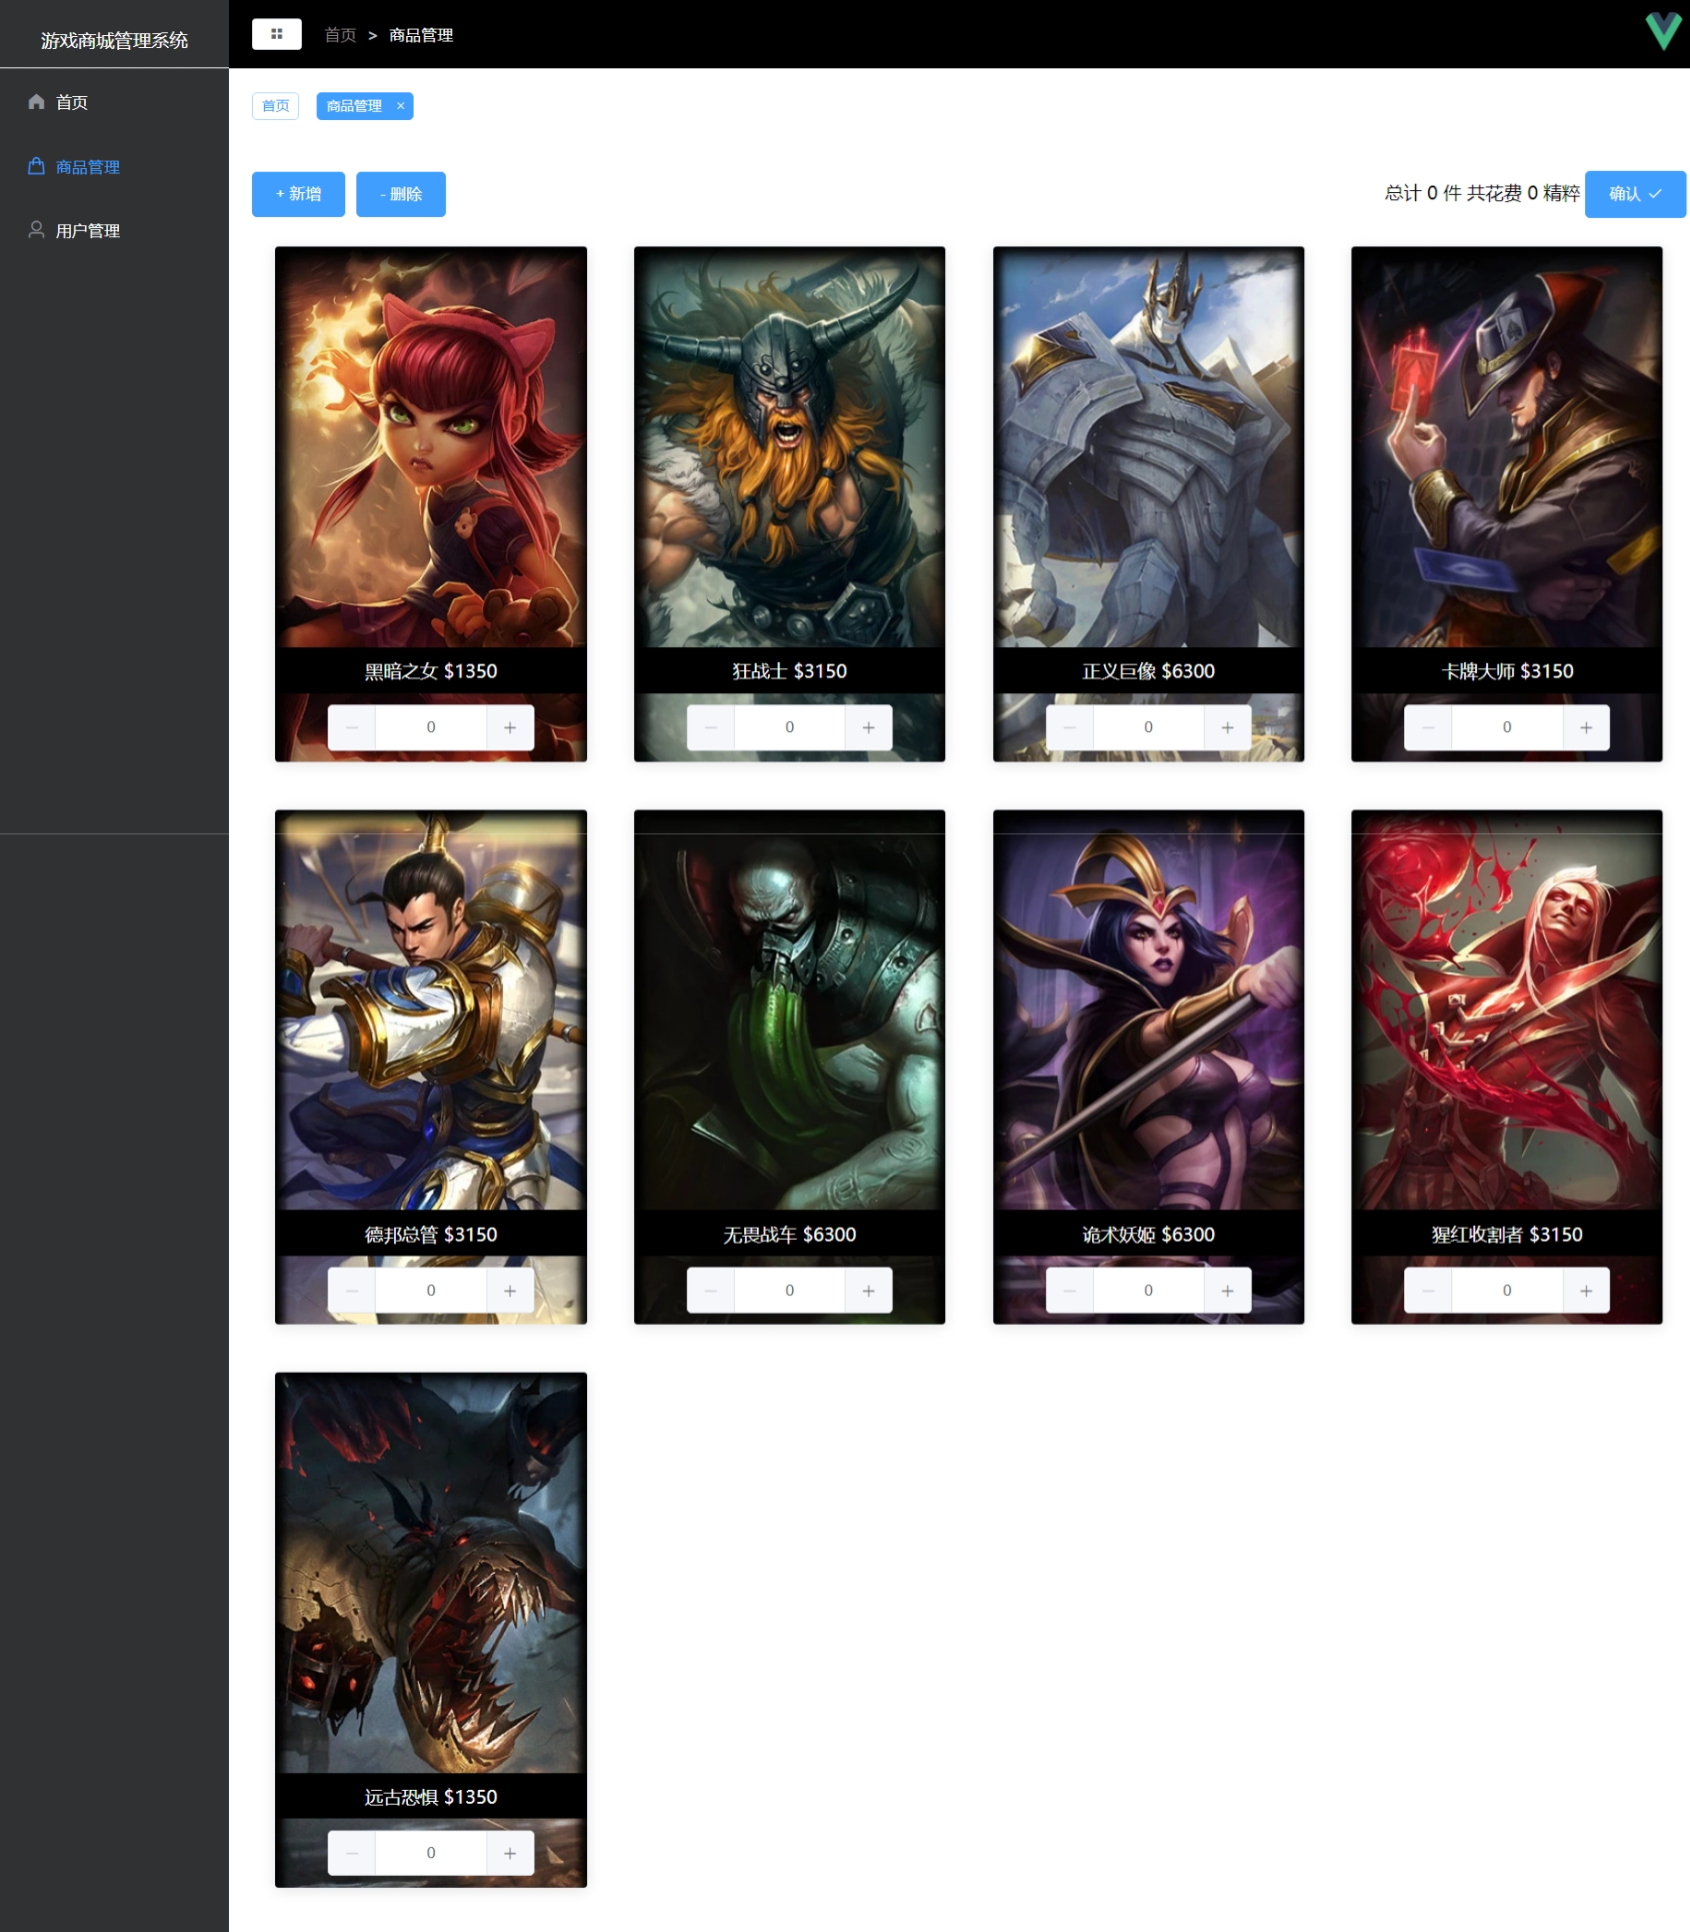 游戏商城管理系统
首页 > 商品管理
首页
商品管理
用户管理
首页 商品管理 ×
+ 新增 - 删除
总计 0 件 共花费 0 精粹 确认
黑暗之女 $1350
狂战士 $3150
正义巨像 $6300
卡牌大师 $3150
0
0
0
0
德邦总管 $3150
无畏战车 $6300
诡术妖姬 $6300
猩红收割者 $3150
0
0
0
0
远古恐惧 $1350
0